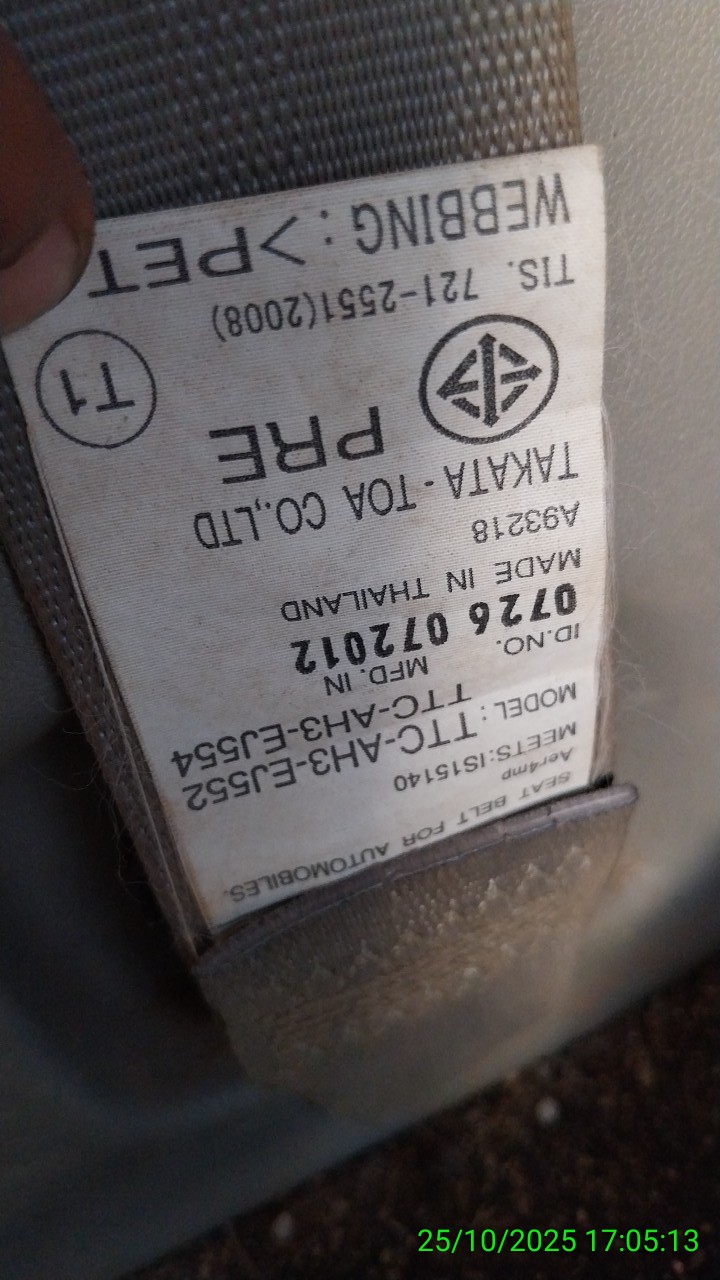 SEAT BELT FOR AUTOMOBILES.
Aer4mp
MEETS:IS15140
MODEL: TTC-AH3-EJ552
TTC-AH3-EJ554
ID.NO. MFD. IN
0726 072012
MADE IN THAILAND
A93218
TAKATA-TOA CO.,LTD
PRE
T1
TIS. 721-2551(2008)
WEBBING : >PET
25/10/2025 17:05:13